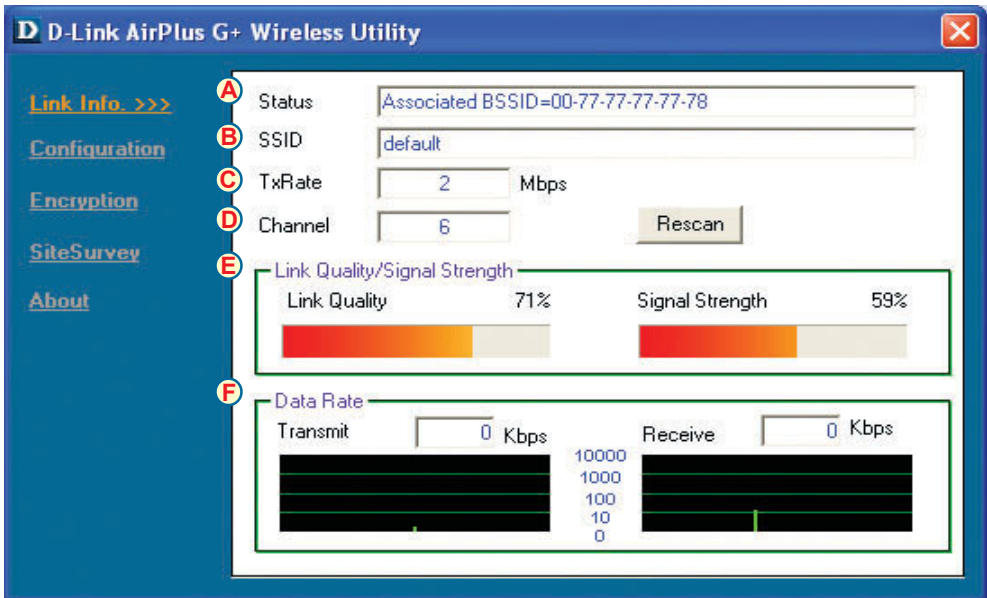 D D-Link AirPlus G+ Wireless Utility
Link Info. >>>
Configuration
Encryption
SiteSurvey
About
A Status Associated BSSID=00-77-77-77-77-78
B SSID default
C TxRate 2 Mbps
D Channel 6 Rescan
E Link Quality/Signal Strength
Link Quality 71% Signal Strength 59%
F Data Rate
Transmit 0 Kbps Receive 0 Kbps
10000
1000
100
10
0